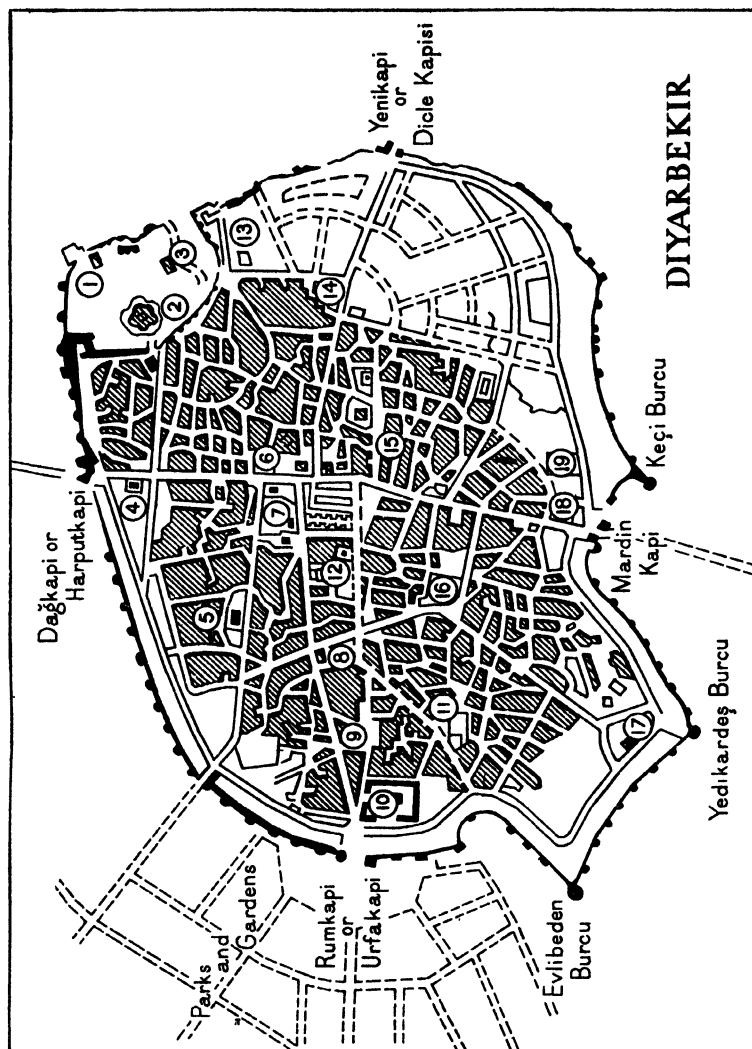 DIYARBEKIR
Yenikapi
or
Dicle Kapisi
Dağkapi or
Harputkapi
Keçi Burcu
Mardin
Kapi
Yedikardeş Burcu
Evlibeden
Burcu
Rumkapi
or
Urfakapi
Parks and
Gardens
1
2
3
4
5
6
7
8
9
10
11
12
13
14
15
16
17
18
19